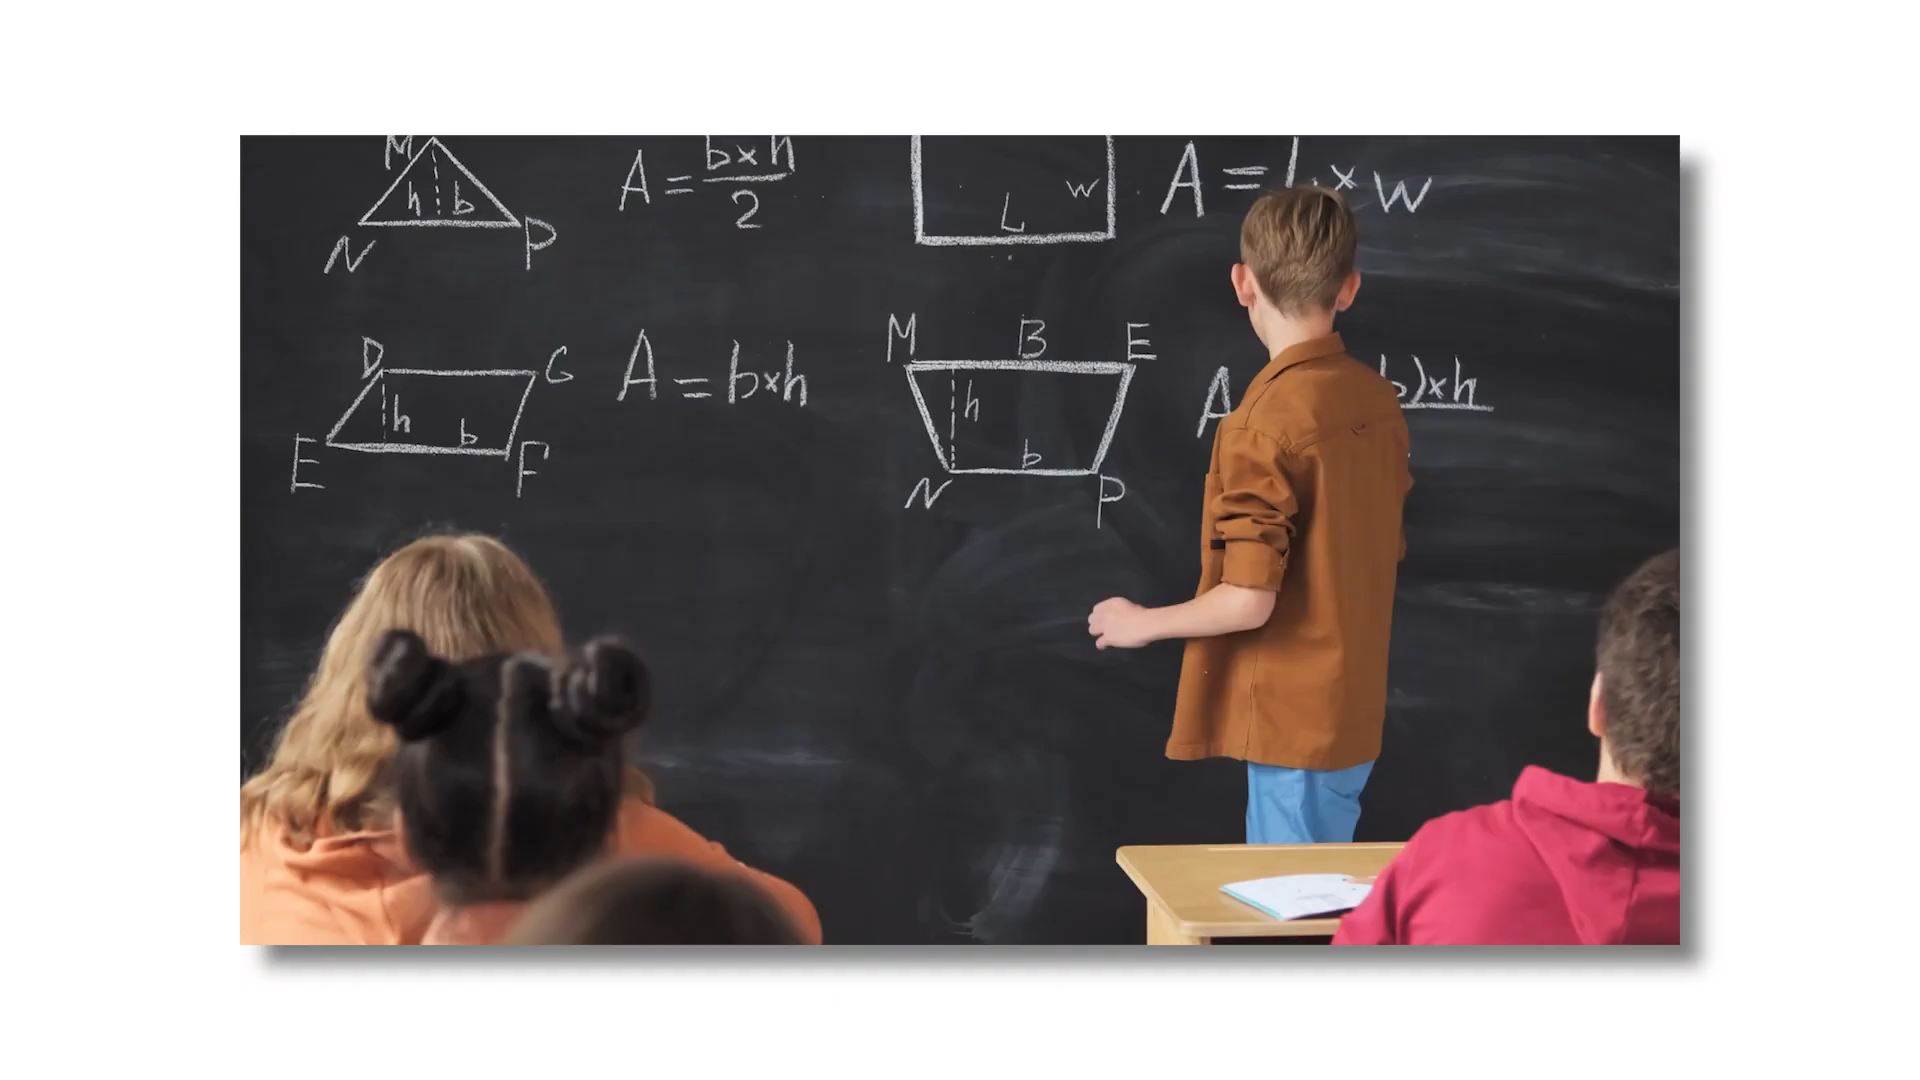 M
h b
N P
A = b×h
2
L w
A = L × w
D G
h b
E F
A = b×h
M B E
h
b
N P
A b)×h